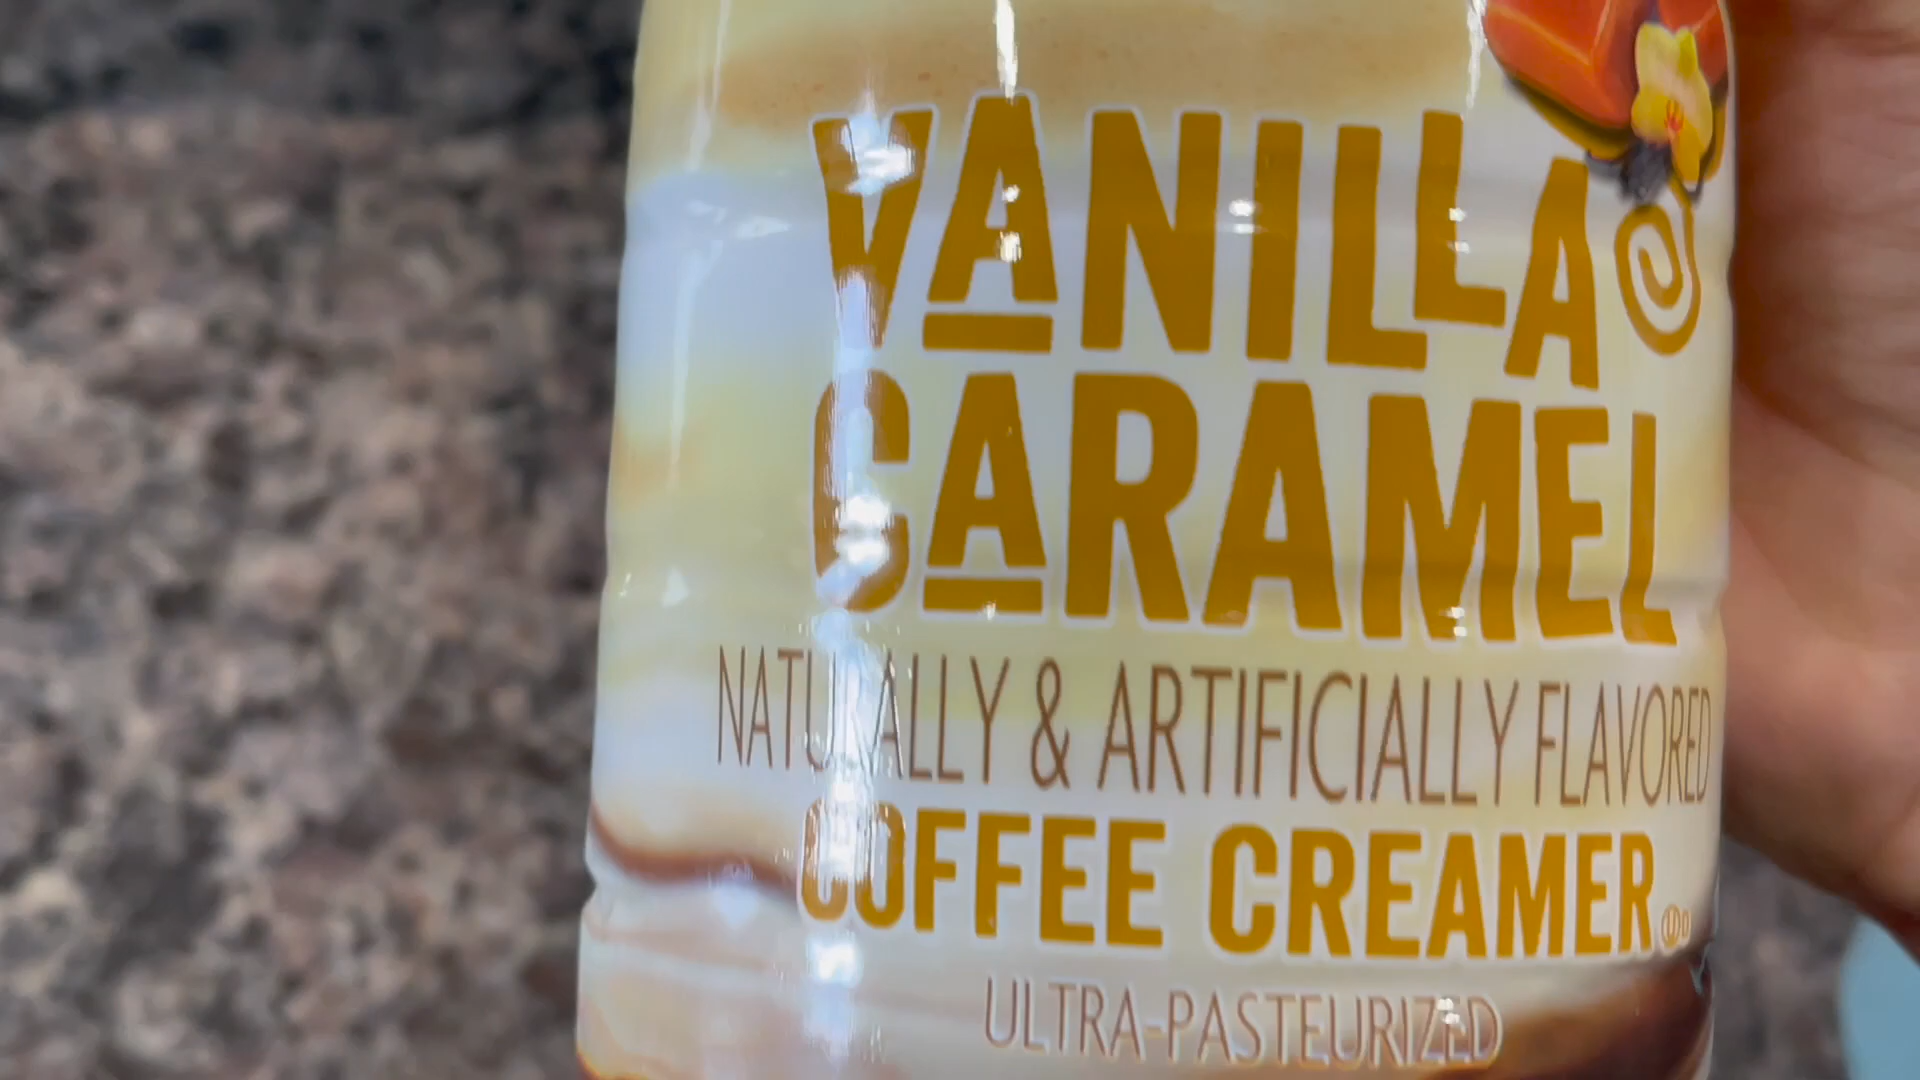 VANILLA
CARAMEL
NATURALLY & ARTIFICIALLY FLAVORED
COFFEE CREAMER
ULTRA-PASTEURIZED